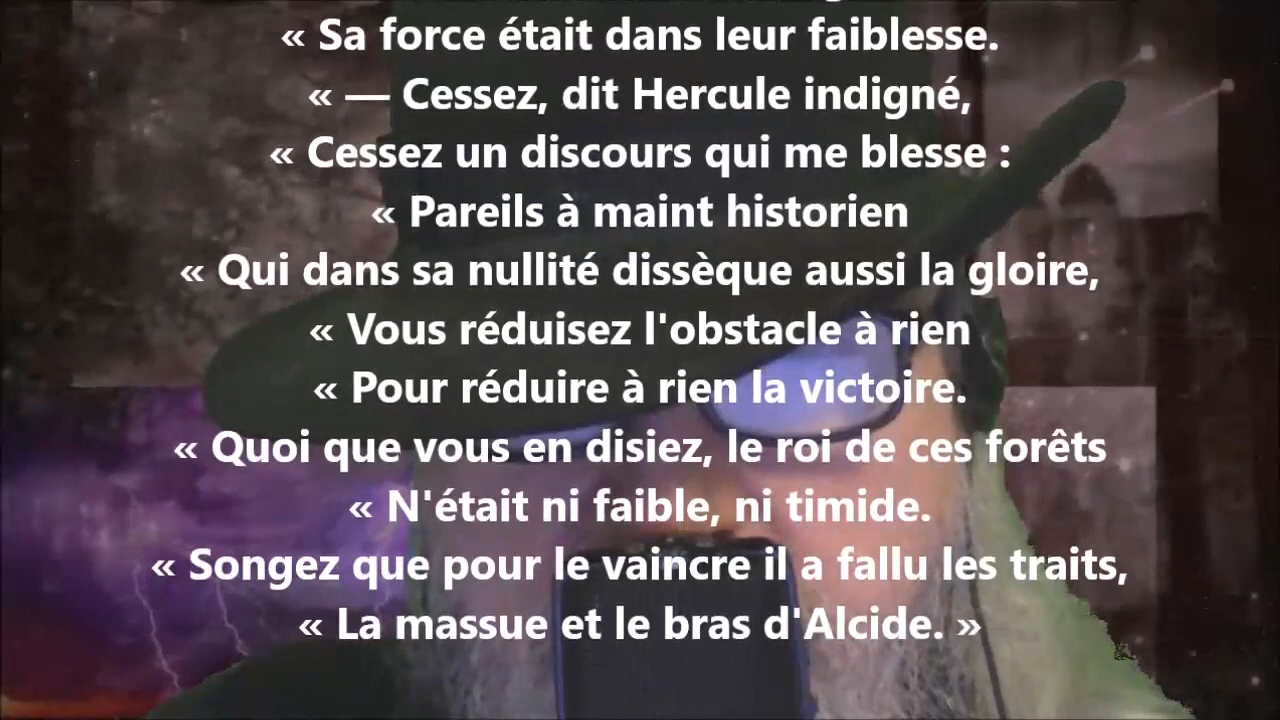 « Sa force était dans leur faiblesse.
« — Cessez, dit Hercule indigné,
« Cessez un discours qui me blesse :
« Pareils à maint historien
« Qui dans sa nullité dissèque aussi la gloire,
« Vous réduisez l'obstacle à rien
« Pour réduire à rien la victoire.
« Quoi que vous en disiez, le roi de ces forêts
« N'était ni faible, ni timide.
« Songez que pour le vaincre il a fallu les traits,
« La massue et le bras d'Alcide. »